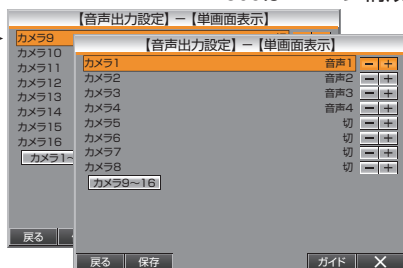 【音声出力設定】－【単画面表示】
カメラ9
カメラ10
カメラ11
カメラ12
カメラ13
カメラ14
カメラ15
カメラ16
カメラ1~
戻る
【音声出力設定】－【単画面表示】
カメラ1 音声1 － ＋
カメラ2 音声2 － ＋
カメラ3 音声3 － ＋
カメラ4 音声4 － ＋
カメラ5 切 － ＋
カメラ6 切 － ＋
カメラ7 切 － ＋
カメラ8 切 － ＋
カメラ9~16
戻る 保存 ガイド ×